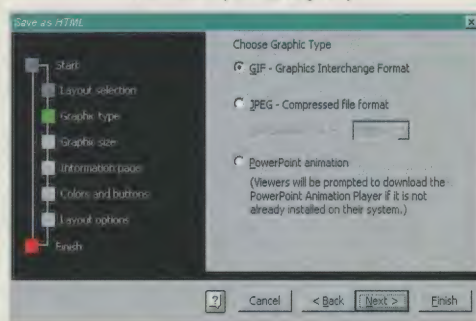 Save as HTML
Start
Layout selection
Graphic type
Graphic size
Information page
Colors and buttons
Layout options
Finish
Choose Graphic Type
GIF - Graphics Interchange Format
JPEG - Compressed file format
PowerPoint animation
(Viewers will be prompted to download the
PowerPoint Animation Player if it is not
already installed on their system.)
? Cancel < Back Next > Finish